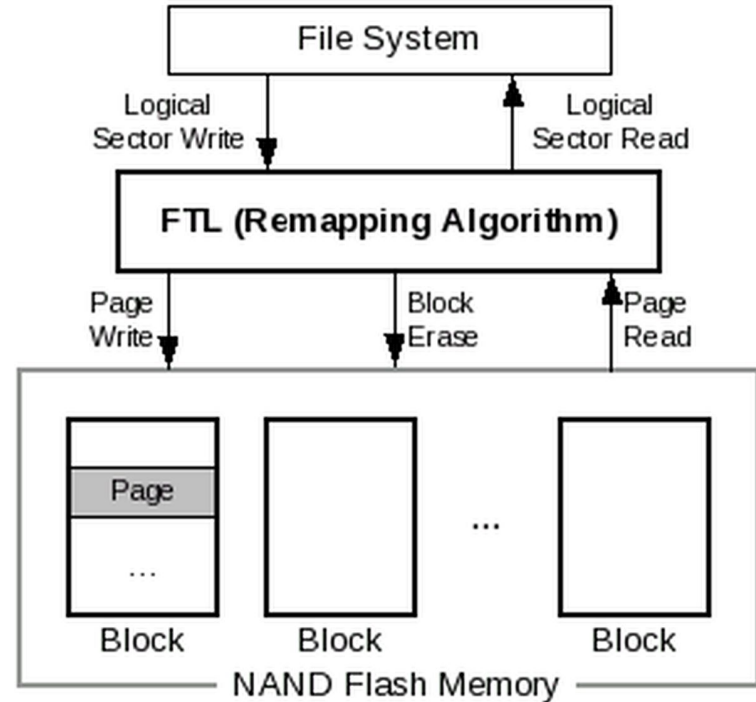 File System
Logical
Sector Write
Logical
Sector Read
FTL (Remapping Algorithm)
Page
Write
Block
Erase
Page
Read
Page
...
...
Block
Block
Block
NAND Flash Memory